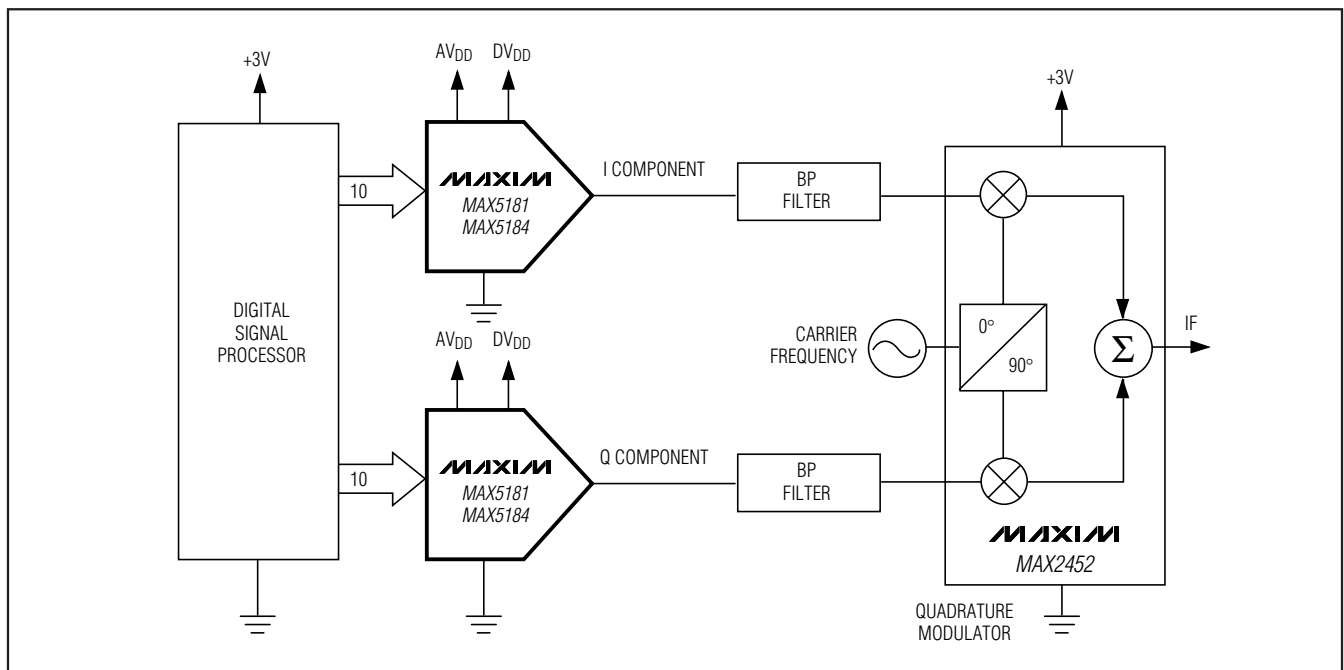 +3V
DIGITAL
SIGNAL
PROCESSOR
10
10
AVDD
DVDD
MAXIM
MAX5181
MAX5184
AVDD
DVDD
MAXIM
MAX5181
MAX5184
I COMPONENT
BP
FILTER
Q COMPONENT
BP
FILTER
CARRIER
FREQUENCY
+3V
0°
90°
Σ
IF
MAXIM
MAX2452
QUADRATURE
MODULATOR